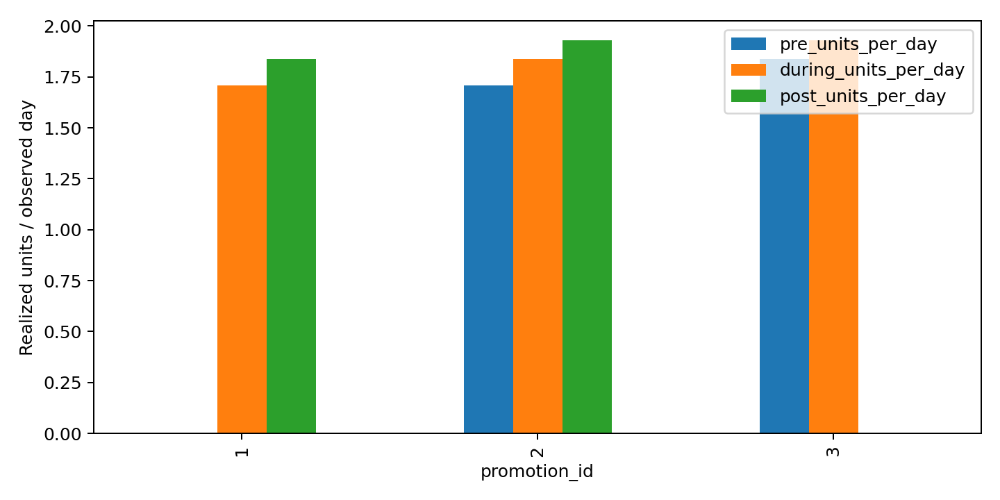 2.00
1.75
1.50
1.25
1.00
0.75
0.50
0.25
0.00
Realized units / observed day
pre_units_per_day
during_units_per_day
post_units_per_day
1
2
3
promotion_id